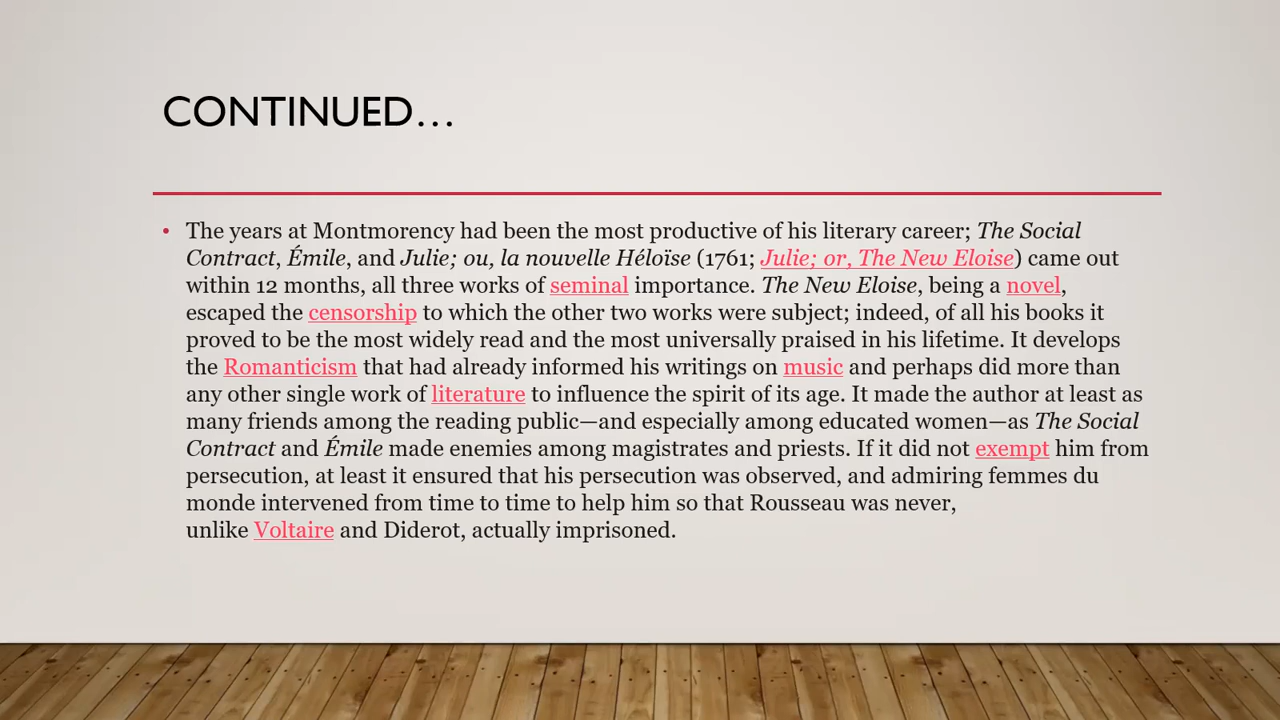 CONTINUED...
• The years at Montmorency had been the most productive of his literary career; The Social
Contract, Émile, and Julie; ou, la nouvelle Héloïse (1761; Julie; or, The New Eloise) came out
within 12 months, all three works of seminal importance. The New Eloise, being a novel,
escaped the censorship to which the other two works were subject; indeed, of all his books it
proved to be the most widely read and the most universally praised in his lifetime. It develops
the Romanticism that had already informed his writings on music and perhaps did more than
any other single work of literature to influence the spirit of its age. It made the author at least as
many friends among the reading public—and especially among educated women—as The Social
Contract and Émile made enemies among magistrates and priests. If it did not exempt him from
persecution, at least it ensured that his persecution was observed, and admiring femmes du
monde intervened from time to time to help him so that Rousseau was never,
unlike Voltaire and Diderot, actually imprisoned.